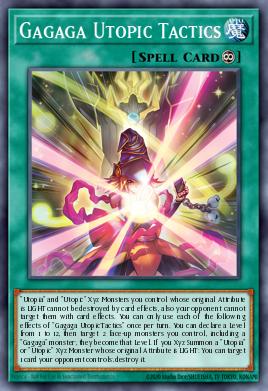 GAGAGA UTOPIC TACTICS 魔
[SPELL CARD ∞]
"Utopia" and "Utopic" Xyz Monsters you control whose original Attribute
is LIGHT cannot be destroyed by card effects, also your opponent cannot
target them with card effects. You can only use each of the following
effects of "Gagaga Utopic Tactics" once per turn. You can declare a Level
from 1 to 12, then target 2 face-up monsters you control, including a
"Gagaga" monster; they become that Level. If you Xyz Summon a "Utopia"
or "Utopic" Xyz Monster whose original Attribute is LIGHT: You can target
1 card your opponent controls; destroy it.